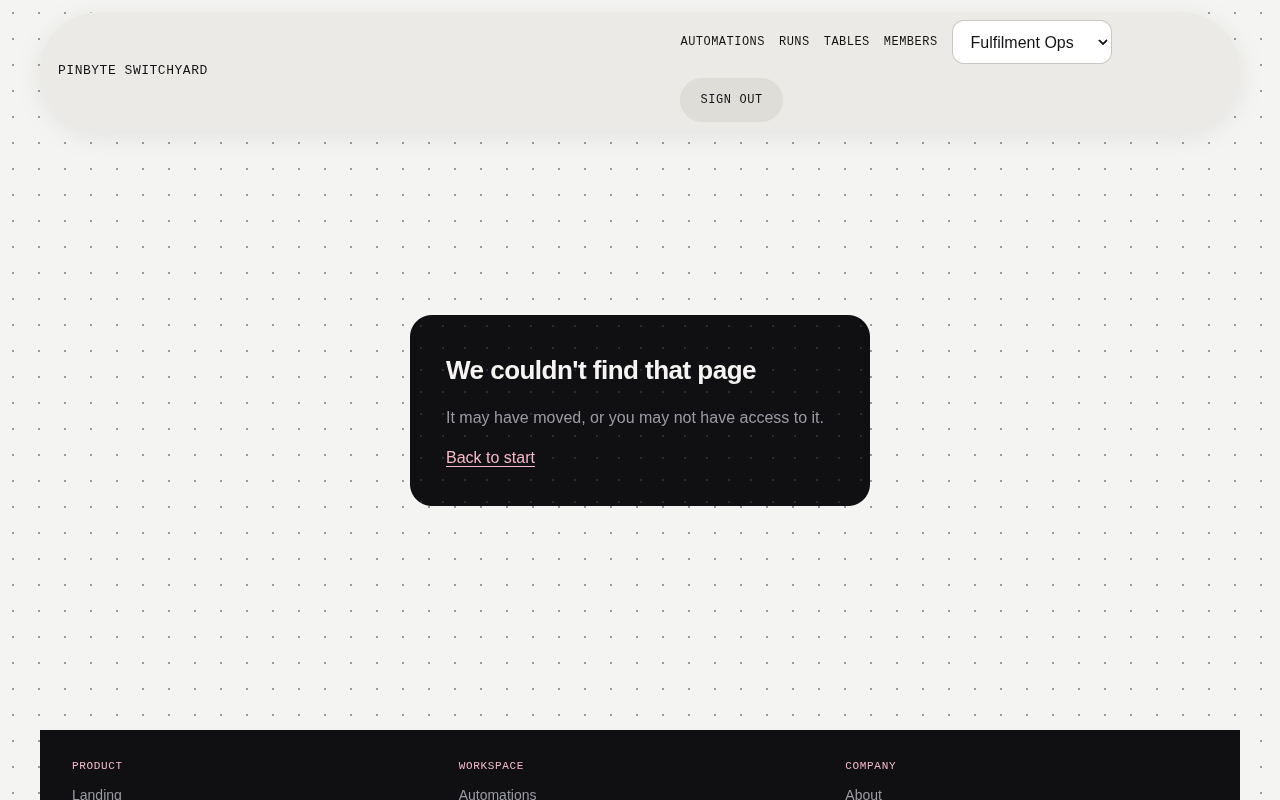 PINBYTE SWITCHYARD
AUTOMATIONS RUNS TABLES MEMBERS Fulfilment Ops
SIGN OUT
We couldn't find that page
It may have moved, or you may not have access to it.
Back to start
PRODUCT WORKSPACE COMPANY
Landing Automations About